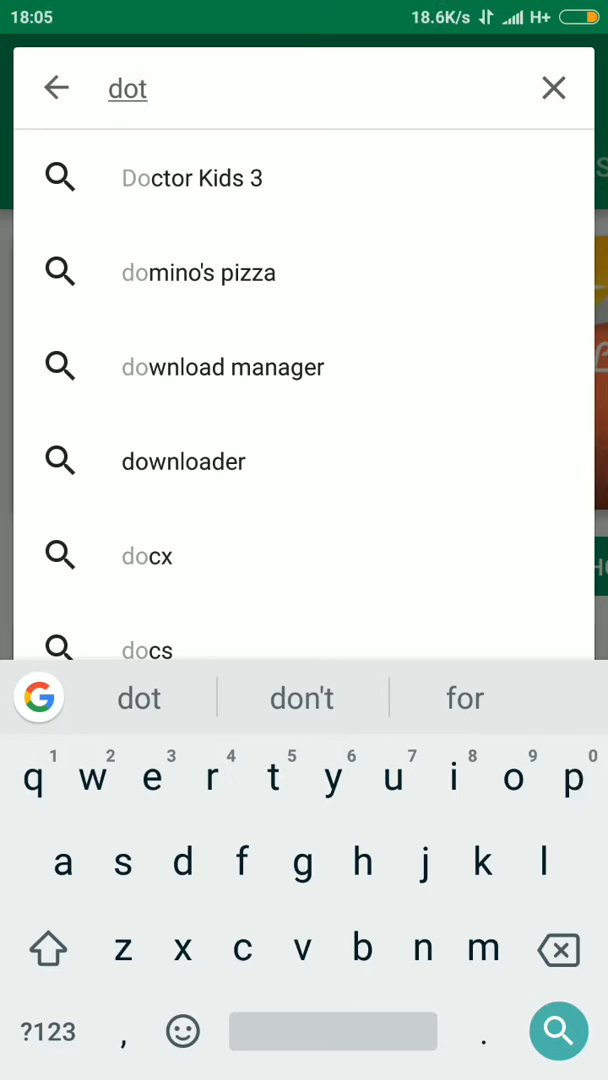 18:05 18.6K/s H+
dot
Doctor Kids 3
domino's pizza
download manager
downloader
docx
docs
dot don't for
1 2 3 4 5 6 7 8 9 0
q w e r t y u i o p
a s d f g h j k l
z x c v b n m
?123 , .